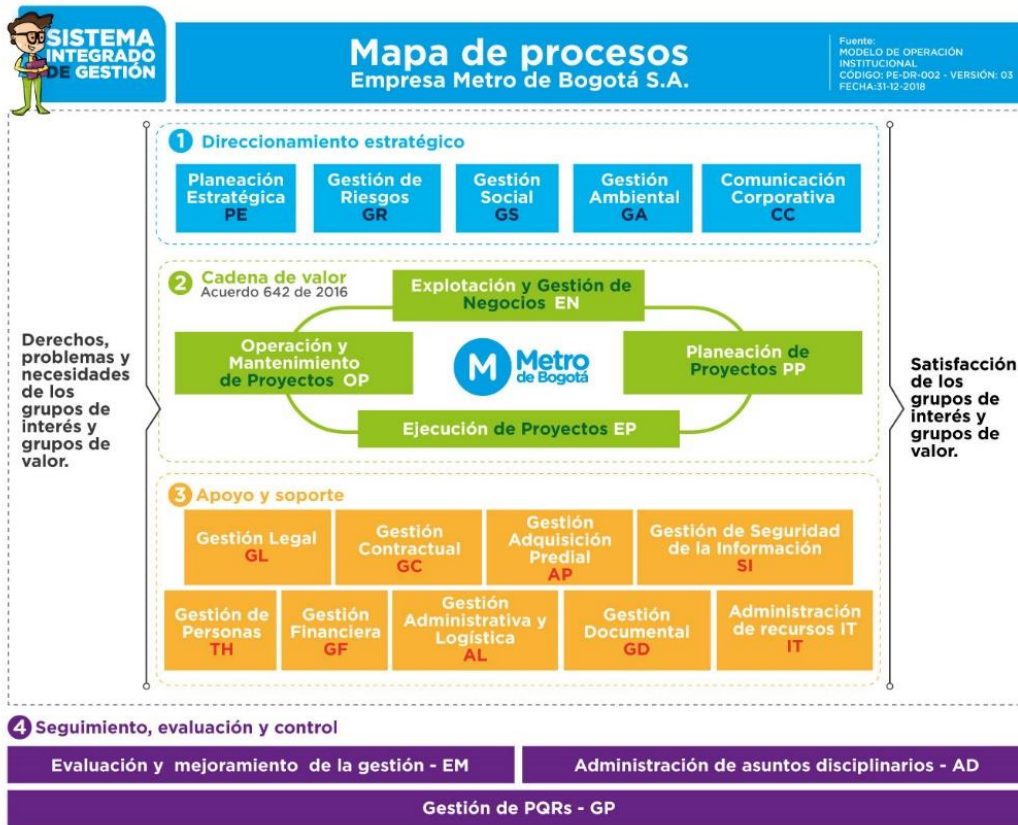 SISTEMA
INTEGRADO
DE GESTIÓN
Mapa de procesos
Empresa Metro de Bogotá S.A.
Fuente:
MODELO DE OPERACIÓN
INSTITUCIONAL
CÓDIGO: PE-DR-002 - VERSIÓN: 03
FECHA:31-12-2018
Derechos,
problemas y
necesidades
de los
grupos de
interés y
grupos de
valor.
1 Direccionamiento estratégico
Planeación
Estratégica
PE
Gestión de
Riesgos
GR
Gestión
Social
GS
Gestión
Ambiental
GA
Comunicación
Corporativa
CC
2 Cadena de valor
Acuerdo 642 de 2016
Explotación y Gestión de
Negocios EN
Operación y
Mantenimiento
de Proyectos OP
M Metro
de Bogotá
Planeación de
Proyectos PP
Ejecución de Proyectos EP
3 Apoyo y soporte
Gestión Legal
GL
Gestión
Contractual
GC
Gestión
Adquisición
Predial
AP
Gestión de Seguridad
de la Información
SI
Gestión de
Personas
TH
Gestión
Financiera
GF
Gestión
Administrativa y
Logística
AL
Gestión
Documental
GD
Administración
de recursos IT
IT
Satisfacción
de los
grupos de
interés y
grupos de
valor.
4 Seguimiento, evaluación y control
Evaluación y mejoramiento de la gestión - EM
Administración de asuntos disciplinarios - AD
Gestión de PQRs - GP